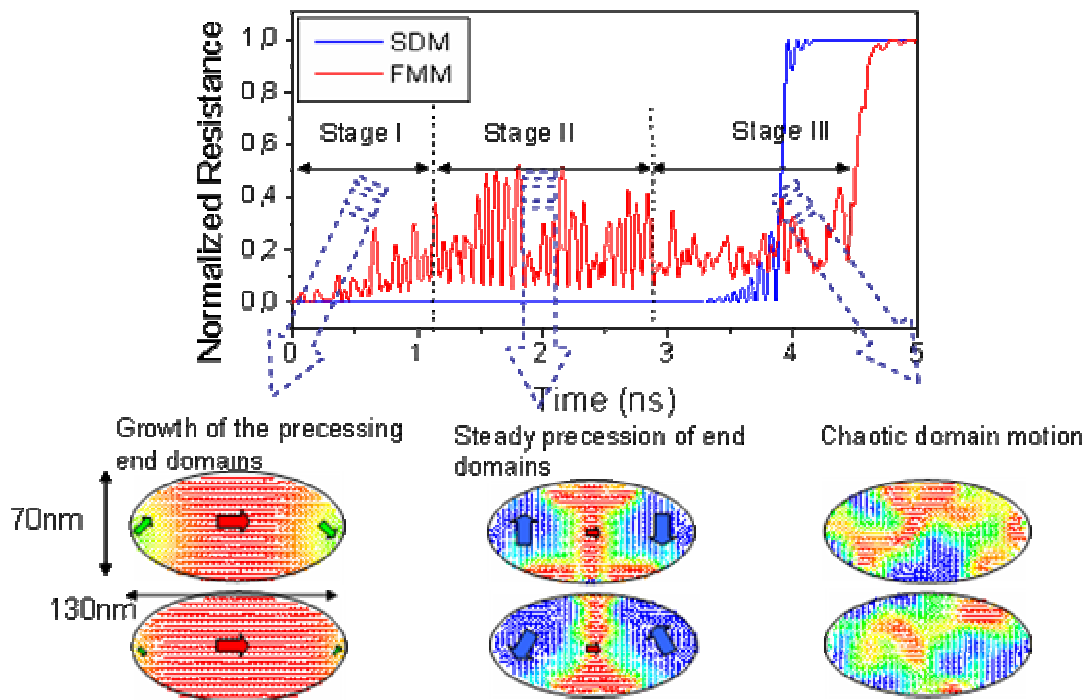 1,0
0,8
0,6
0,4
0,2
0,0
Normalized Resistance
SDM
FMM
Stage I
Stage II
Stage III
0
1
2
3
4
5
Time (ns)
Growth of the precessing
end domains
Steady precession of end
domains
Chaotic domain motion
70nm
130nm